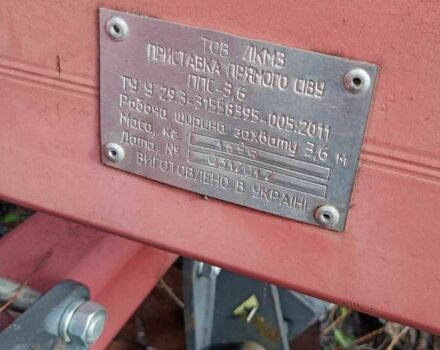 ТОВ ЛКМЗ
ПРИСТАВКА ПРЯМОГО СІВУ
ППС-3,6
ТУ У 29.3-31558395-005:2011
Робоча ширина захвату 3,6 м
Маса, кг
Дата, №
ВИГОТОВЛЕНО В УКРАЇНІ